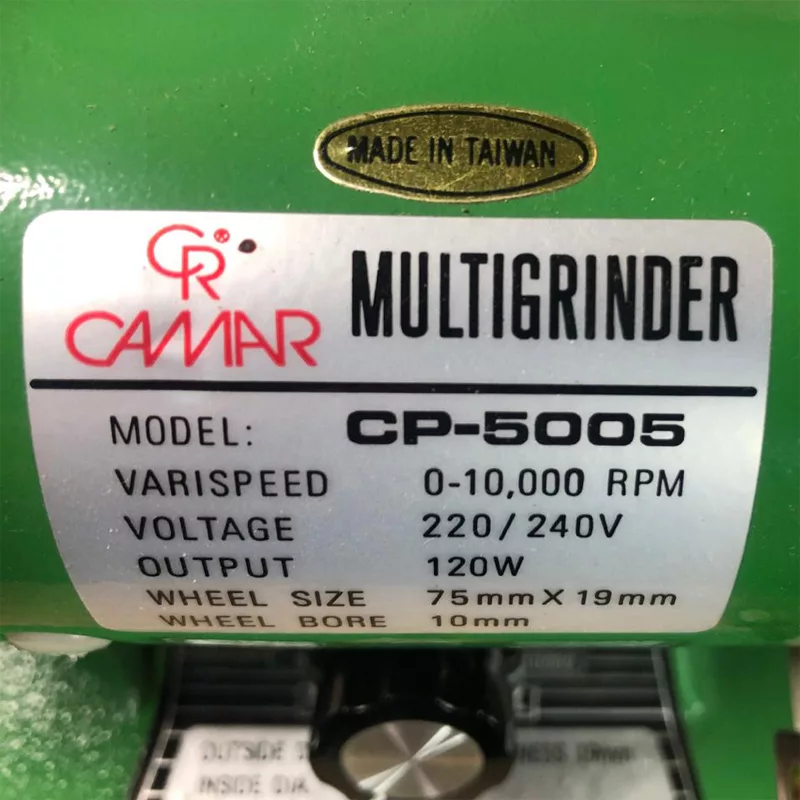 MADE IN TAIWAN
CR
CAMAR MULTIGRINDER
MODEL: CP-5005
VARISPEED 0-10,000 RPM
VOLTAGE 220/240V
OUTPUT 120W
WHEEL SIZE 75mm X 19mm
WHEEL BORE 10mm
OUTSIDE
INSIDE DIA